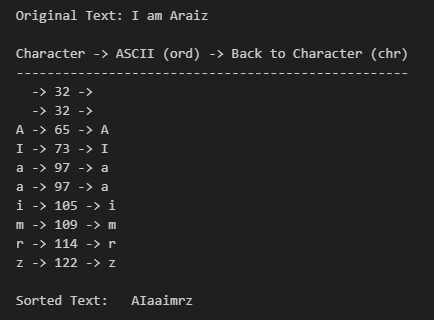 Original Text: I am Araiz

Character -> ASCII (ord) -> Back to Character (chr)
---------------------------------------------------
  -> 32 ->  
  -> 32 ->  
A -> 65 -> A
I -> 73 -> I
a -> 97 -> a
a -> 97 -> a
i -> 105 -> i
m -> 109 -> m
r -> 114 -> r
z -> 122 -> z

Sorted Text:   AIaaimrz